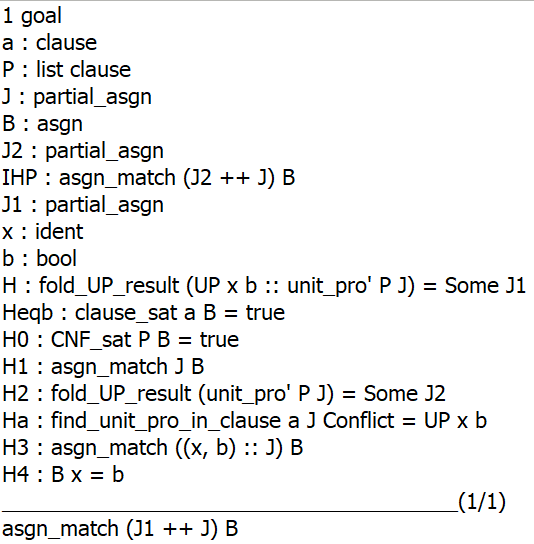 1 goal
a : clause
P : list clause
J : partial_asgn
B : asgn
J2 : partial_asgn
IHP : asgn_match (J2 ++ J) B
J1 : partial_asgn
x : ident
b : bool
H : fold_UP_result (UP x b :: unit_pro' P J) = Some J1
Heqb : clause_sat a B = true
H0 : CNF_sat P B = true
H1 : asgn_match J B
H2 : fold_UP_result (unit_pro' P J) = Some J2
Ha : find_unit_pro_in_clause a J Conflict = UP x b
H3 : asgn_match ((x, b) :: J) B
H4 : B x = b
______________________________________(1/1)
asgn_match (J1 ++ J) B